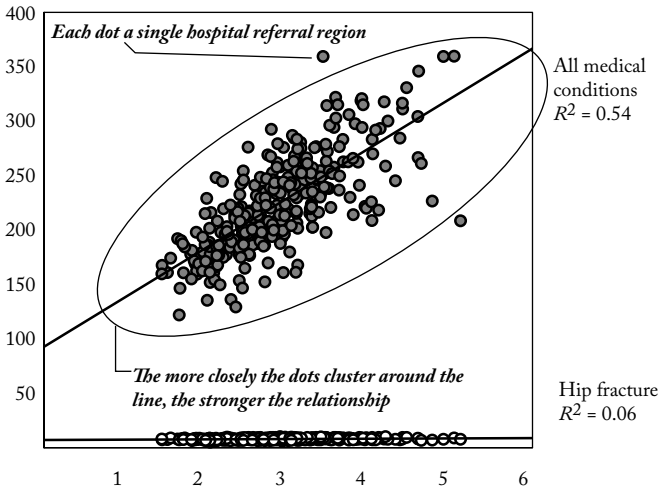 400
Each dot a single hospital referral region
350
All medical
conditions
R² = 0.54
300
250
200
150
100
The more closely the dots cluster around the
line, the stronger the relationship
50
Hip fracture
R² = 0.06
1 2 3 4 5 6